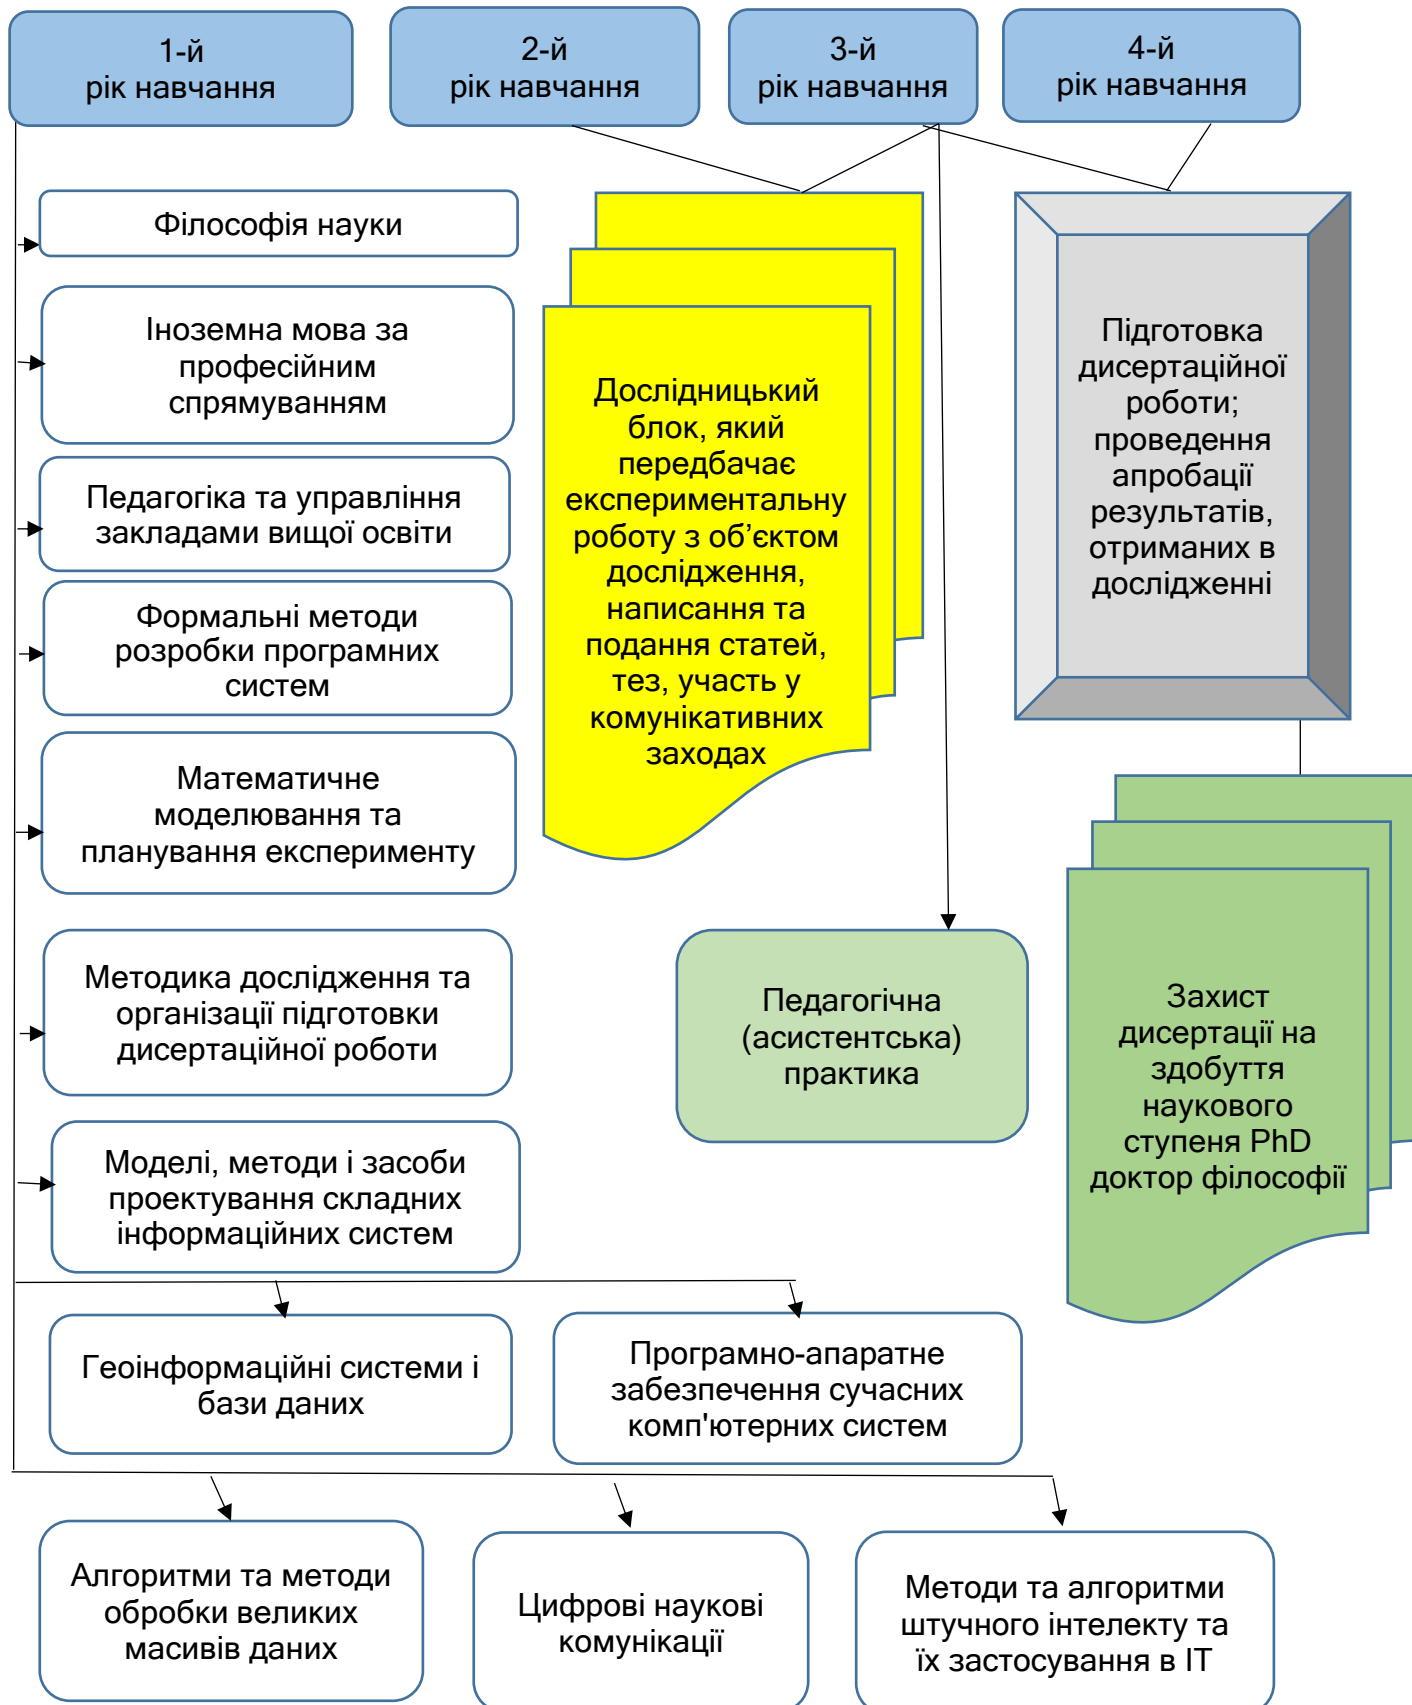 1-й
рік навчання
2-й
рік навчання
3-й
рік навчання
4-й
рік навчання
Філософія науки
Іноземна мова за
професійним
спрямуванням
Педагогіка та управління
закладами вищої освіти
Формальні методи
розробки програмних
систем
Математичне
моделювання та
планування експерименту
Методика дослідження та
організації підготовки
дисертаційної роботи
Моделі, методи і засоби
проектування складних
інформаційних систем
Дослідницький
блок, який
передбачає
експериментальну
роботу з об’єктом
дослідження,
написання та
подання статей,
тез, участь у
комунікативних
заходах
Підготовка
дисертаційної
роботи;
проведення
апробації
результатів,
отриманих в
дослідженні
Педагогічна
(асистентська)
практика
Захист
дисертації на
здобуття
наукового
ступеня PhD
доктор філософії
Геоінформаційні системи і
бази даних
Програмно-апаратне
забезпечення сучасних
комп'ютерних систем
Алгоритми та методи
обробки великих
масивів даних
Цифрові наукові
комунікації
Методи та алгоритми
штучного інтелекту та
їх застосування в ІТ